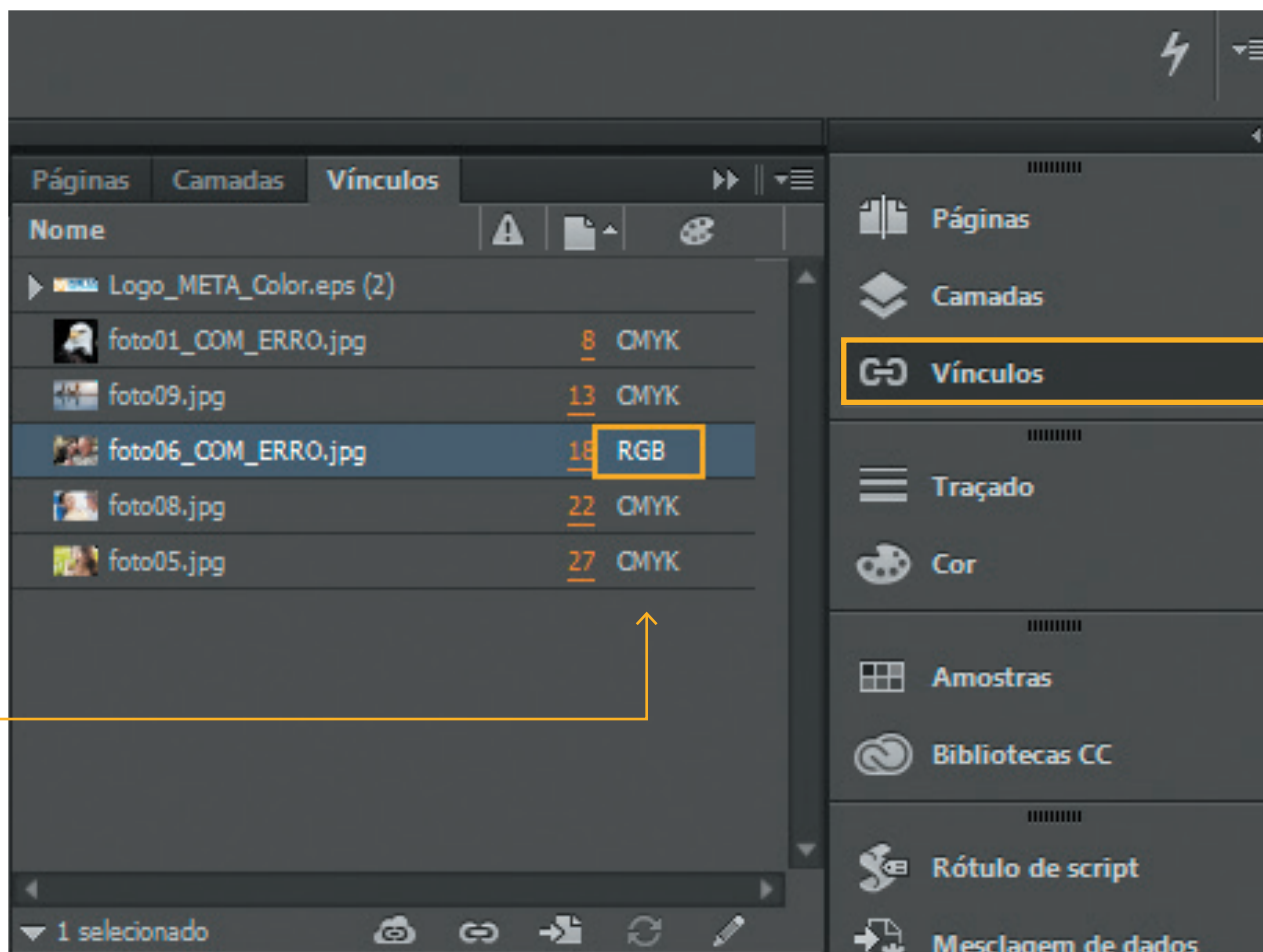 Páginas Camadas Vínculos
Nome
Logo_META_Color.eps (2)
foto01_COM_ERRO.jpg 8 CMYK
foto09.jpg 13 CMYK
foto06_COM_ERRO.jpg 18 RGB
foto08.jpg 22 CMYK
foto05.jpg 27 CMYK
1 selecionado
Páginas
Camadas
Vínculos
Traçado
Cor
Amostras
Bibliotecas CC
Rótulo de script
Mesclagem de dados